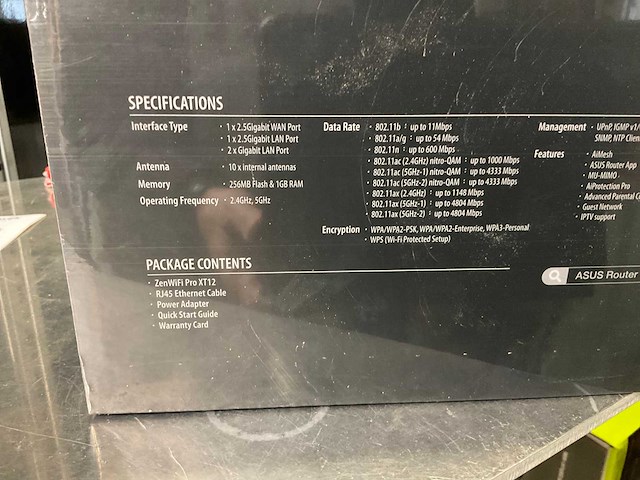 SPECIFICATIONS
Interface Type
· 1 x 2.5Gigabit WAN Port
· 1 x 2.5Gigabit LAN Port
· 2 x Gigabit LAN Port
Antenna · 10 x internal antennas
Memory · 256MB Flash & 1GB RAM
Operating Frequency · 2.4GHz, 5GHz
Data Rate
· 802.11b : up to 11Mbps
· 802.11a/g : up to 54 Mbps
· 802.11n : up to 600 Mbps
· 802.11ac (2.4GHz) nitro-QAM : up to 1000 Mbps
· 802.11ac (5GHz-1) nitro-QAM : up to 4333 Mbps
· 802.11ac (5GHz-2) nitro-QAM : up to 4333 Mbps
· 802.11ax (2.4GHz) : up to 1148 Mbps
· 802.11ax (5GHz-1) : up to 4804 Mbps
· 802.11ax (5GHz-2) : up to 4804 Mbps
Encryption · WPA/WPA2-PSK, WPA/WPA2-Enterprise, WPA3-Personal
· WPS (Wi-Fi Protected Setup)
Management · UPnP, IGMP v1/
SNMP, NTP Clien
Features
· AiMesh
· ASUS Router App
· MU-MIMO
· AiProtection Pro
· Advanced Parental C
· Guest Network
· IPTV support
PACKAGE CONTENTS
· ZenWiFi Pro XT12
· RJ45 Ethernet Cable
· Power Adapter
· Quick Start Guide
· Warranty Card
ASUS Router